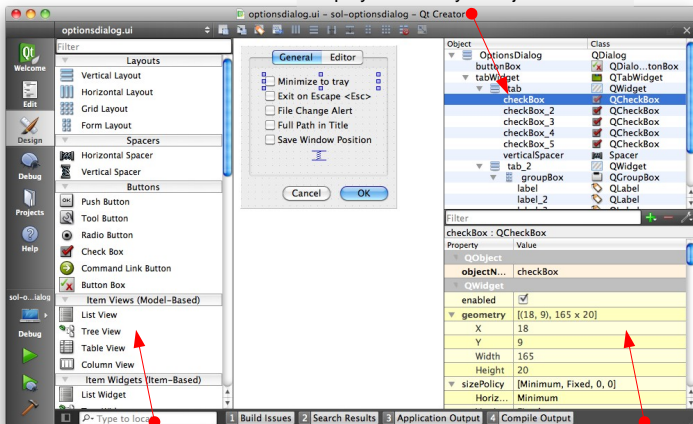 optionsdialog.ui - sol-optionsdialog - Qt Creator
optionsdialog.ui
Welcome
Edit
Design
Debug
Projects
Help
sol-o...ialog
Debug
Filter
Layouts
Vertical Layout
Horizontal Layout
Grid Layout
Form Layout
Spacers
Horizontal Spacer
Vertical Spacer
Buttons
Push Button
Tool Button
Radio Button
Check Box
Command Link Button
Button Box
Item Views (Model-Based)
List View
Tree View
Table View
Column View
Item Widgets (Item-Based)
List Widget
General Editor
Minimize to tray
Exit on Escape <Esc>
File Change Alert
Full Path in Title
Save Window Position
Cancel OK
Object Class
OptionsDialog QDialog
buttonBox QDialo...tonBox
tabWidget QTabWidget
tab QWidget
checkBox QCheckBox
checkBox_2 QCheckBox
checkBox_3 QCheckBox
checkBox_4 QCheckBox
checkBox_5 QCheckBox
verticalSpacer Spacer
tab_2 QWidget
groupBox QGroupBox
label QLabel
label_2 QLabel
Filter
checkBox : QCheckBox
Property Value
QObject
objectN... checkBox
QWidget
enabled
geometry [(18, 9), 165 x 20]
X 18
Y 9
Width 165
Height 20
sizePolicy [Minimum, Fixed, 0, 0]
Horiz... Minimum
Type to locate
1 Build Issues 2 Search Results 3 Application Output 4 Compile Output